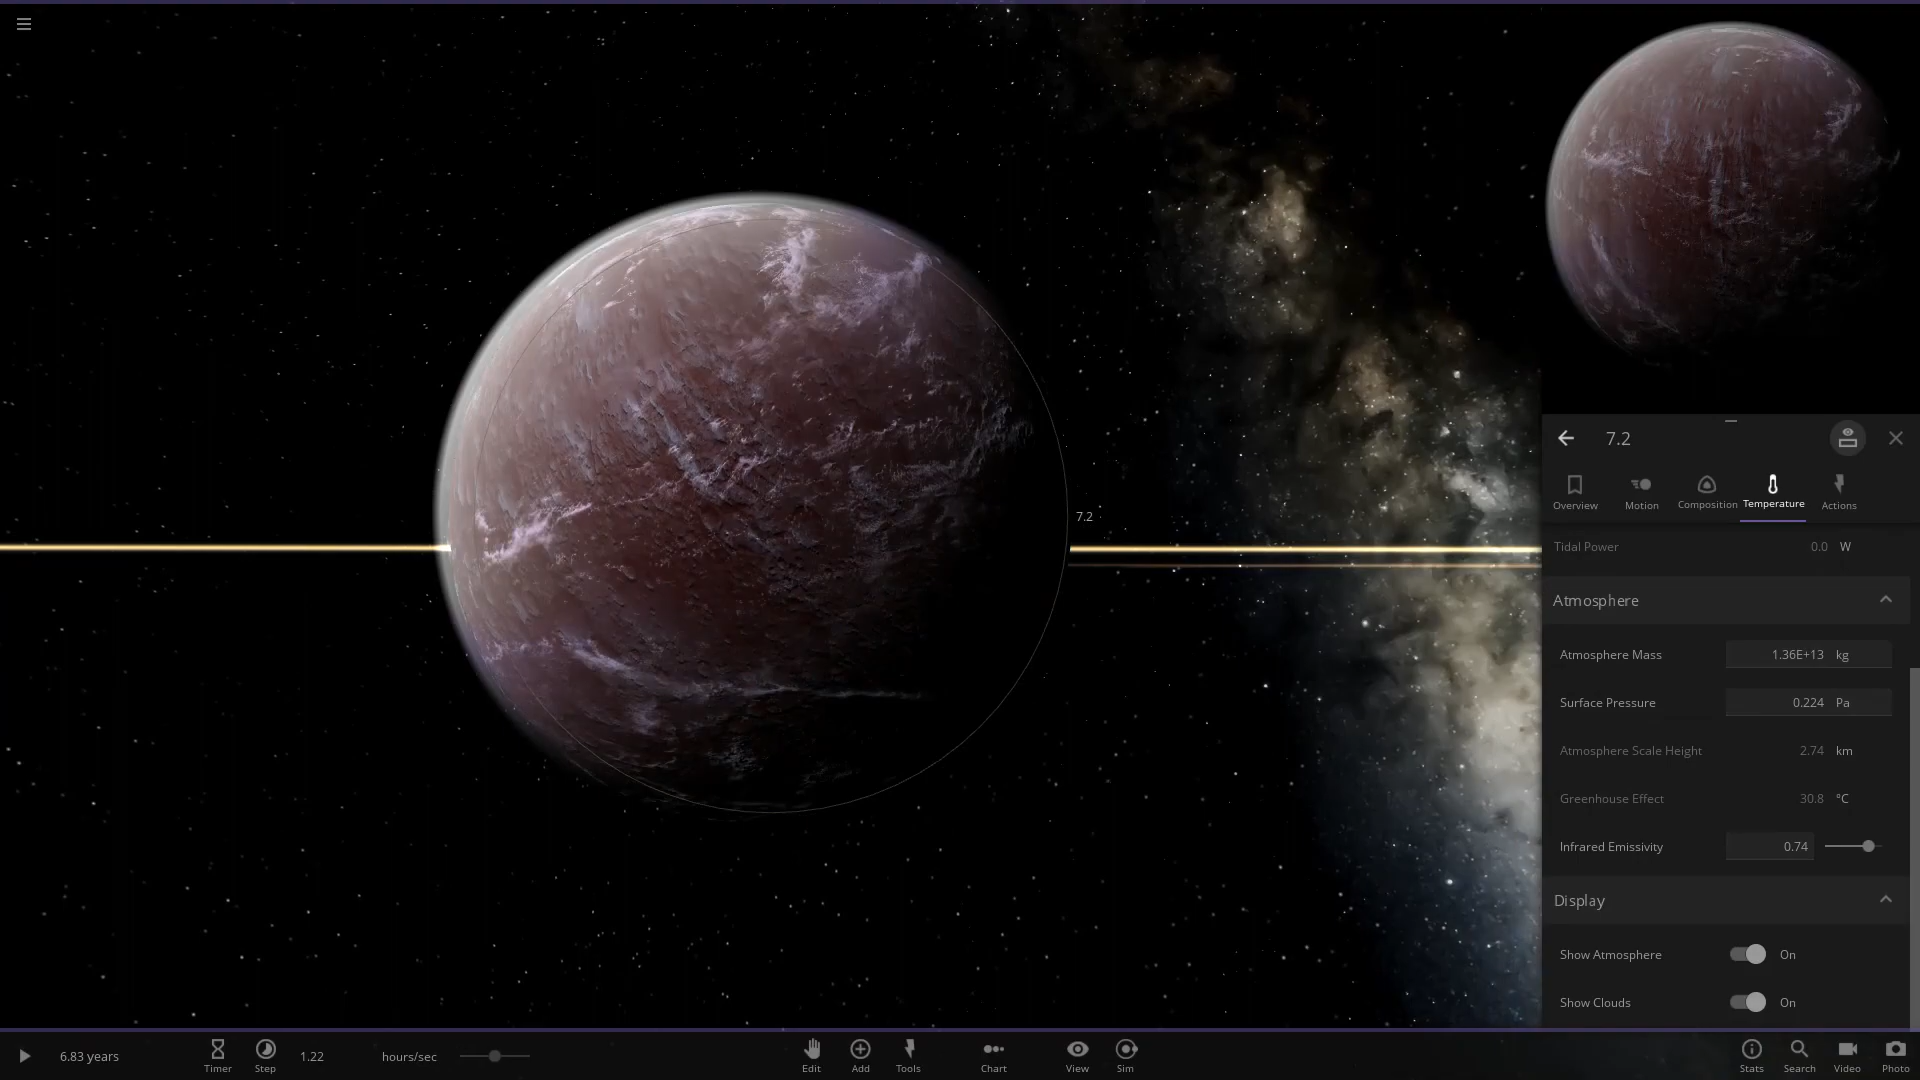 7.2
7.2
Overview
Motion
Composition
Temperature
Actions
Tidal Power 0.0 W
Atmosphere
Atmosphere Mass 1.36E+13 kg
Surface Pressure 0.224 Pa
Atmosphere Scale Height 2.74 km
Greenhouse Effect 30.8 °C
Infrared Emissivity 0.74
Display
Show Atmosphere On
Show Clouds On
6.83 years
Timer
Step
1.22 hours/sec
Edit
Add
Tools
Chart
View
Sim
Stats
Search
Video
Photo